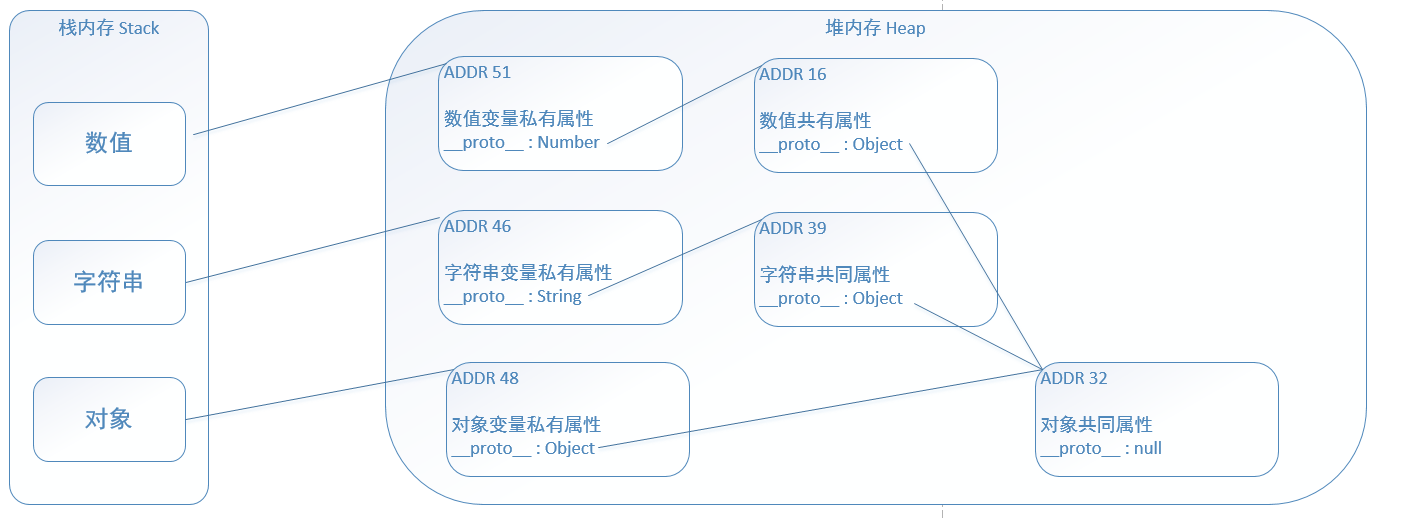 栈内存 Stack
数值
字符串
对象
堆内存 Heap
ADDR 51
数值变量私有属性
__proto__ : Number
ADDR 16
数值共有属性
__proto__ : Object
ADDR 46
字符串变量私有属性
__proto__ : String
ADDR 39
字符串共同属性
__proto__ : Object
ADDR 48
对象变量私有属性
__proto__ : Object
ADDR 32
对象共同属性
__proto__ : null